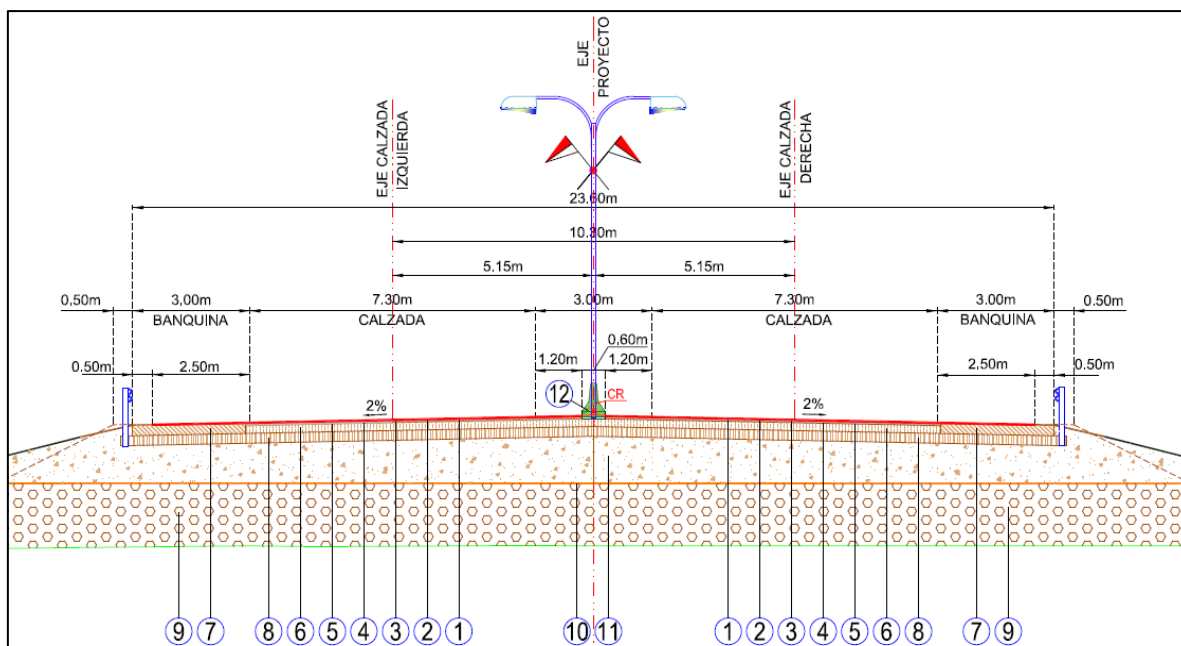 EJE
PROYECTO
EJE CALZADA
IZQUIERDA
EJE CALZADA
DERECHA
23.60m
10.30m
5.15m 5.15m
0,50m 3,00m 7.30m 3.00m 7.30m 3.00m 0.50m
BANQUINA CALZADA CALZADA BANQUINA
0,60m
0.50m 2.50m 1.20m 1.20m 2.50m 0.50m
12 CR
2% 2%
9 7 8 6 5 4 3 2 1 10 11 1 2 3 4 5 6 8 7 9